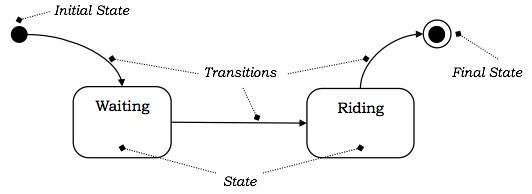 Initial State
Transitions
Final State
Waiting
Riding
State